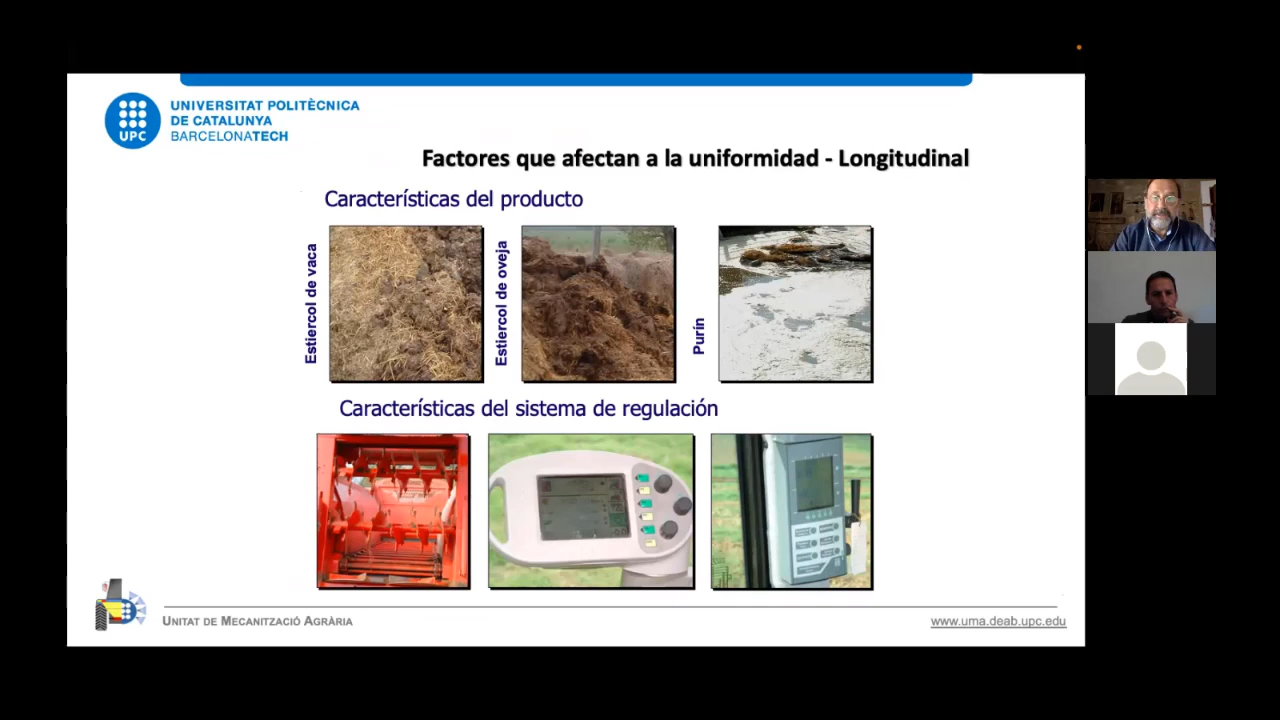 UNIVERSITAT POLITÈCNICA
DE CATALUNYA
BARCELONATECH
UPC
Factores que afectan a la uniformidad - Longitudinal
Características del producto
Estiercol de vaca
Estiercol de oveja
Purín
Características del sistema de regulación
UNITAT DE MECANITZACIÓ AGRÀRIA
www.uma.deab.upc.edu